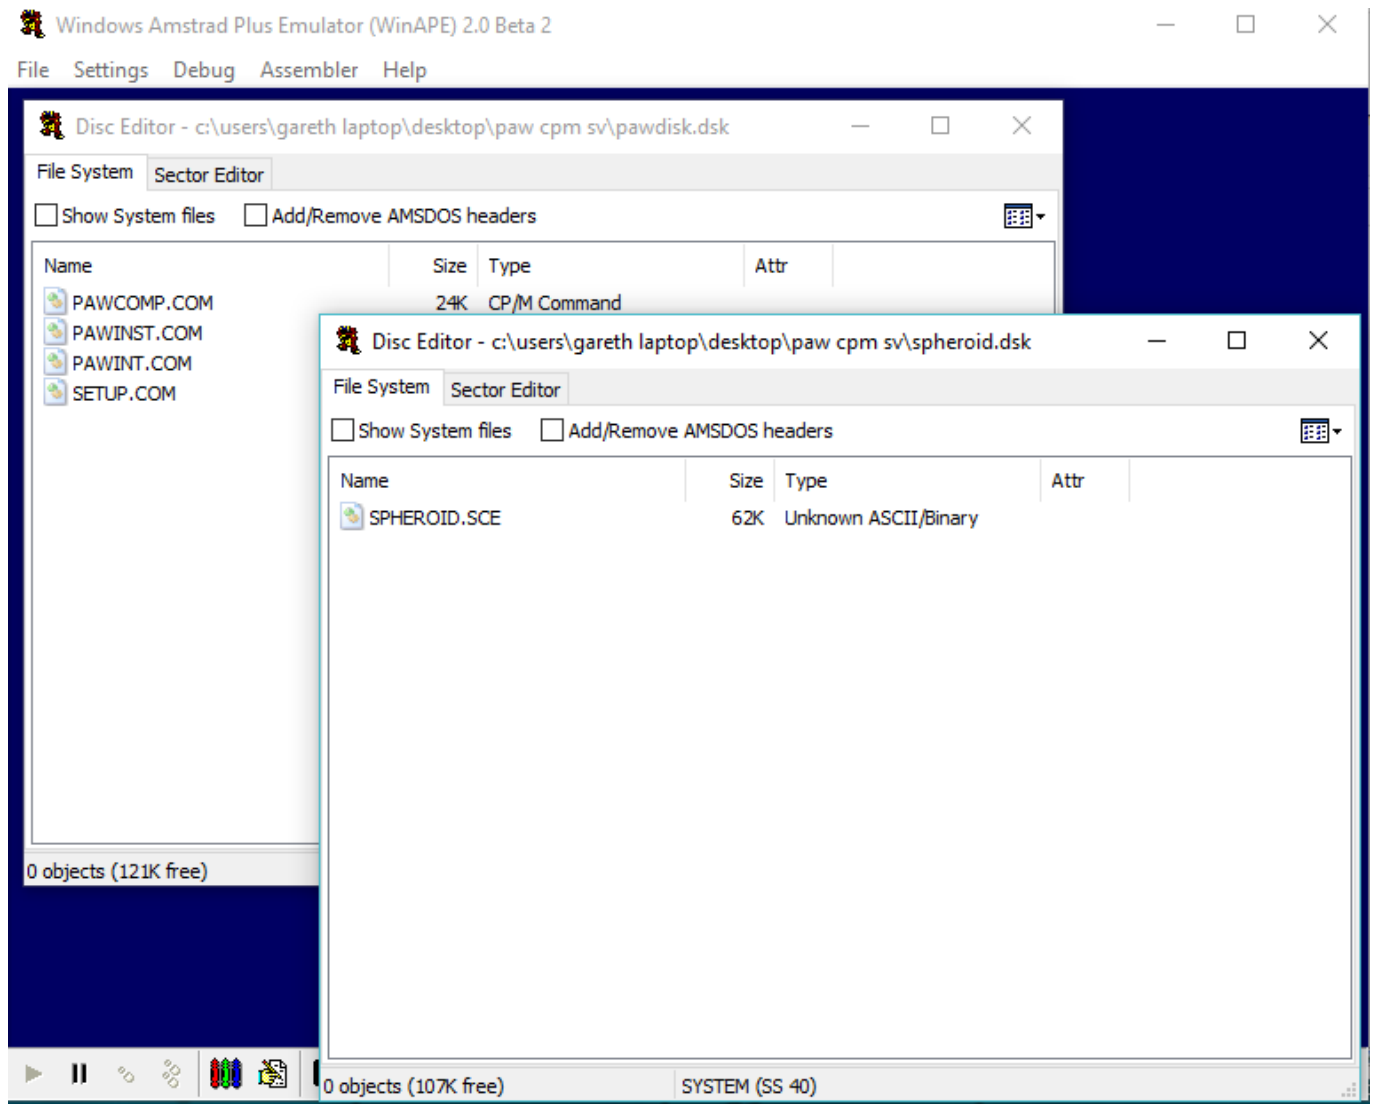 Windows Amstrad Plus Emulator (WinAPE) 2.0 Beta 2
File Settings Debug Assembler Help
Disc Editor - c:\users\gareth laptop\desktop\paw cpm sv\pawdisk.dsk
File System Sector Editor
Show System files Add/Remove AMSDOS headers
Name Size Type Attr
PAWCOMP.COM 24K CP/M Command
PAWINST.COM
PAWINT.COM
SETUP.COM
0 objects (121K free)
Disc Editor - c:\users\gareth laptop\desktop\paw cpm sv\spheroid.dsk
File System Sector Editor
Show System files Add/Remove AMSDOS headers
Name Size Type Attr
SPHEROID.SCE 62K Unknown ASCII/Binary
0 objects (107K free) SYSTEM (SS 40)